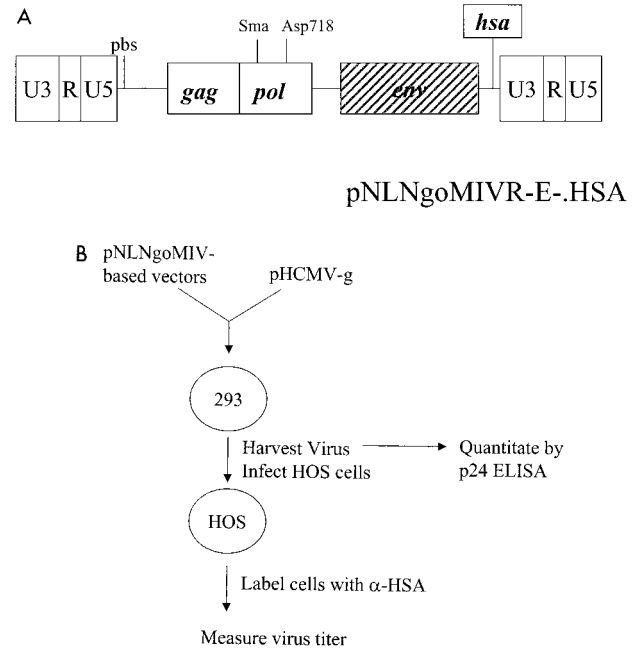 A
hsa
Sma Asp718
pbs
U3 R U5 gag pol env U3 R U5
pNLNgoMIVR-E-.HSA
B
pNLNgoMIV-
based vectors
pHCMV-g
293
Harvest Virus
Infect HOS cells
Quantitate by
p24 ELISA
HOS
Label cells with α-HSA
Measure virus titer